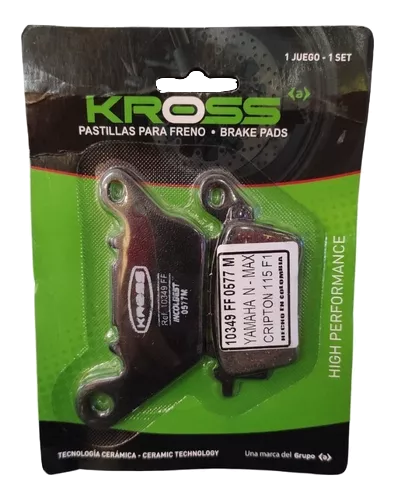 1 JUEGO - 1 SET
KROSS
PASTILLAS PARA FRENO • BRAKE PADS
KROSS
Ref. 10349 FF
INCOLBEST
0577M
10349 FF 0577 M
YAMAHA N - MAX
CRIPTON 115 F1
HECHO EN COLOMBIA
HIGH PERFORMANCE
TECNOLOGÍA CERÁMICA - CERAMIC TECHNOLOGY
Una marca del Grupo <a>